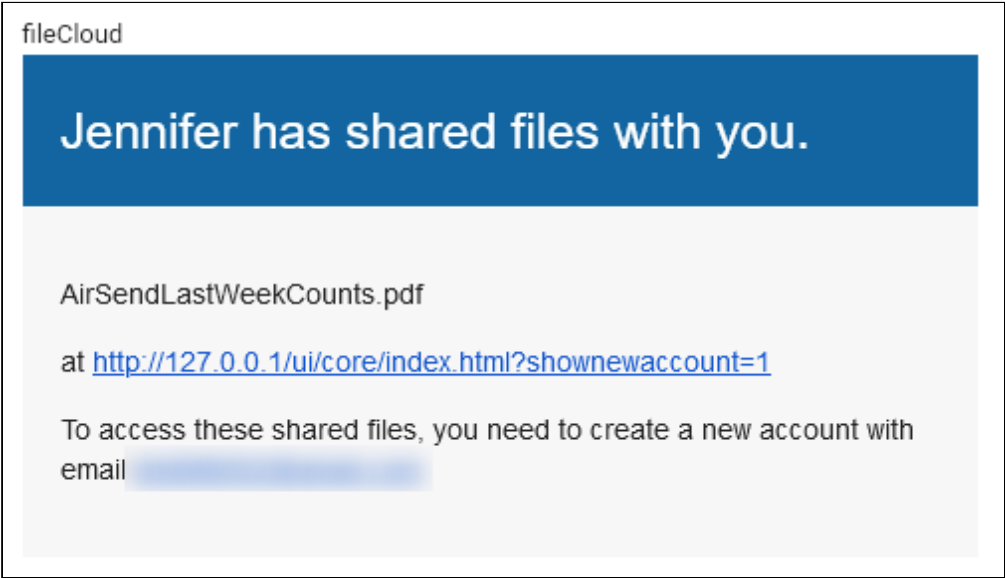 fileCloud
Jennifer has shared files with you.
AirSendLastWeekCounts.pdf
at http://127.0.0.1/ui/core/index.html?shownewaccount=1
To access these shared files, you need to create a new account with
email